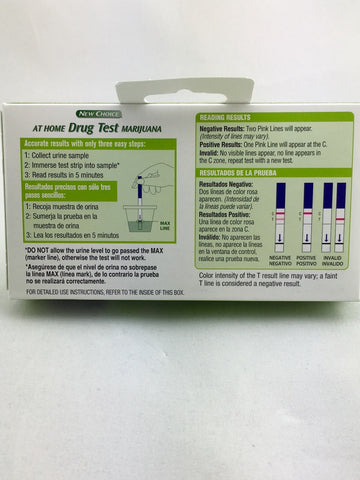 NEW CHOICE
AT HOME Drug Test MARIJUANA
Accurate results with only three easy steps:
1: Collect urine sample
2: Immerse test strip into sample*
3: Read results in 5 minutes
Resultados precisos con sólo tres
pasos sencillos:
1: Recoja muestra de orina
2: Sumerja la prueba en la
muestra de orina
3: Lea los resultados en 5 minutos
MAX
LINE
*DO NOT allow the urine level to go passed the MAX
(marker line), otherwise the test will not work.
*Asegúrese de que el nivel de orina no sobrepase
la línea MAX (línea mark), de lo contrario la prueba
no se realizará correctamente.
FOR DETAILED USE INSTRUCTIONS, REFER TO THE INSIDE OF THIS BOX.
READING RESULTS
Negative Results: Two Pink Lines will appear.
(Intensity of lines may vary).
Positive Results: One Pink Line will appear at the C.
Invalid: No visible lines appear, no line appears in
the C zone, repeat test with a new test.
RESULTADOS DE LA PRUEBA
Resultados Negativo:
Dos líneas de color rosa
aparecen. (Intensidad de
la líneas puede variar).
Resultados Positivo:
Una línea de color rosa
aparece en la zona C.
Invalido: No aparecen las
líneas, no aparece la líneas
en la ventana de control,
realice una prueba nueva.
C
T
C
T
NEGATIVE
NEGATIVO
POSITIVE
POSITIVO
INVALID
INVALIDO
Color intensity of the T result line may vary; a faint
T line is considered a negative result.